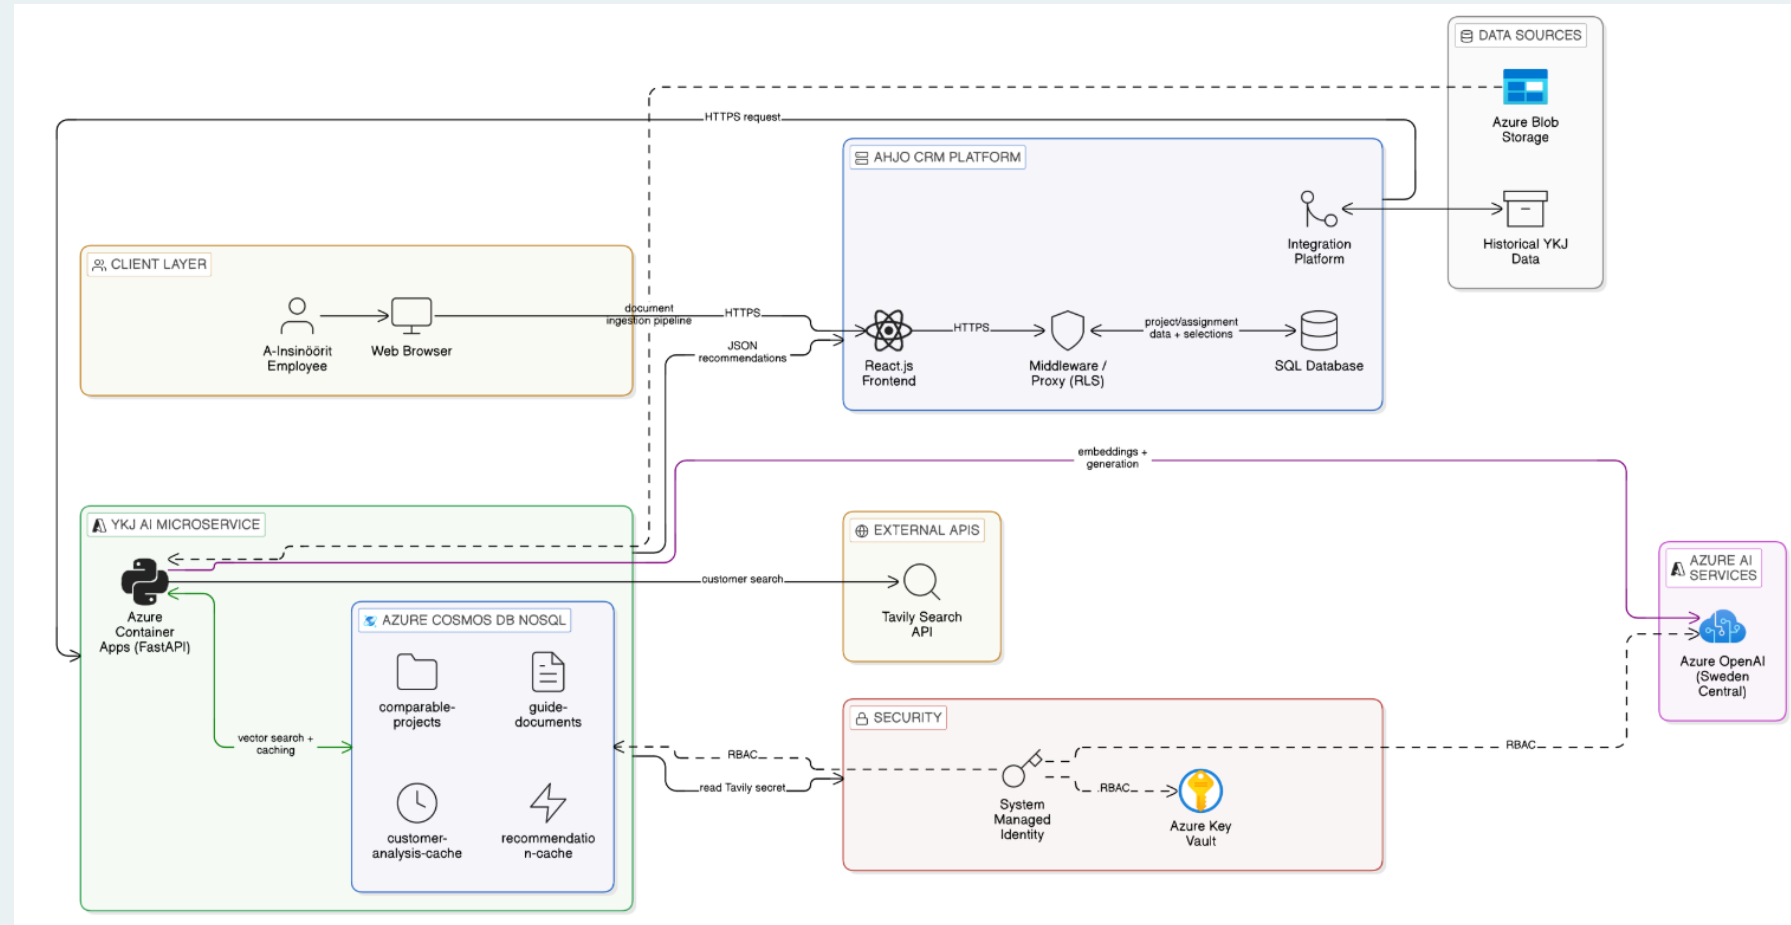 DATA SOURCES
Azure Blob
Storage
HTTPS request
AHJO CRM PLATFORM
Integration
Platform
Historical YKJ
Data
CLIENT LAYER
A-Insinöörit
Employee
Web Browser
document
ingestion pipeline
HTTPS
JSON
recommendations
React.js
Frontend
HTTPS
Middleware /
Proxy (RLS)
project/assignment
data + selections
SQL Database
embeddings +
generation
YKJ AI MICROSERVICE
Azure
Container
Apps (FastAPI)
customer search
EXTERNAL APIS
Tavily Search
API
AZURE AI
SERVICES
Azure OpenAI
(Sweden
Central)
AZURE COSMOS DB NOSQL
comparable-
projects
guide-
documents
vector search +
caching
customer-
analysis-cache
recommendatio
n-cache
RBAC
read Tavily secret
SECURITY
System
Managed
Identity
RBAC
Azure Key
Vault
RBAC